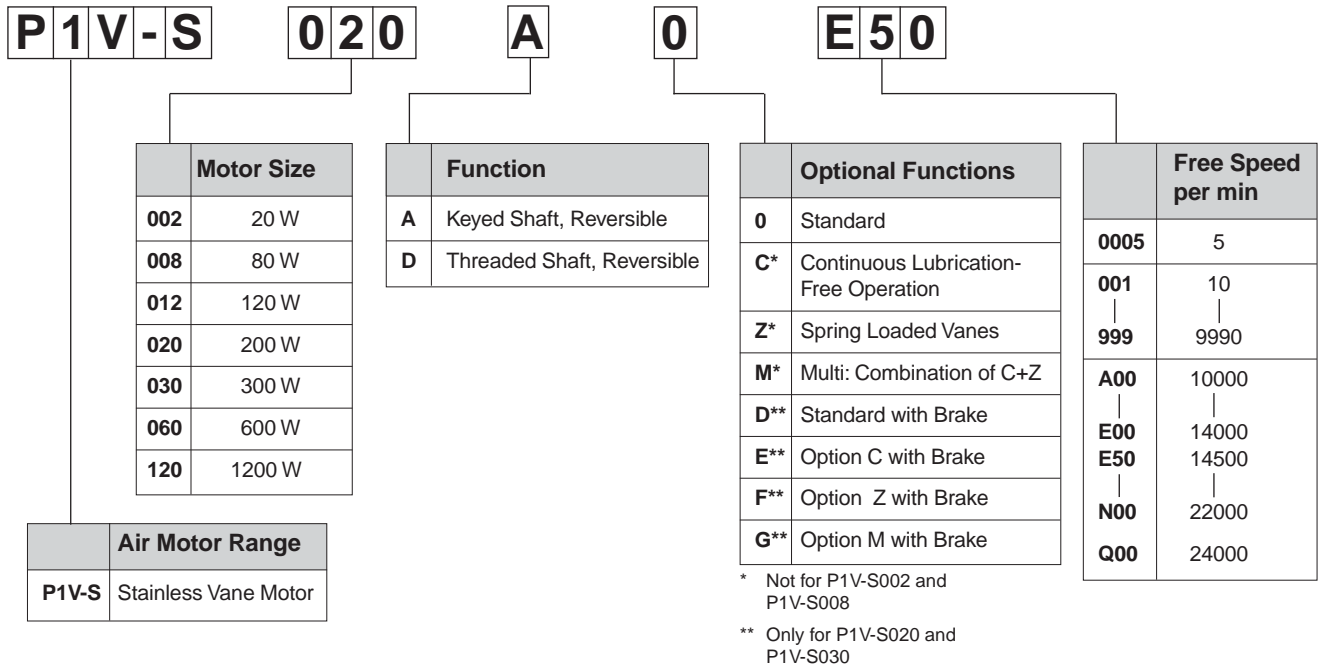 P1V-S 020 A 0 E50
Motor Size
002 20 W
008 80 W
012 120 W
020 200 W
030 300 W
060 600 W
120 1200 W
Air Motor Range
P1V-S Stainless Vane Motor
Function
A Keyed Shaft, Reversible
D Threaded Shaft, Reversible
Optional Functions
0 Standard
C* Continuous Lubrication-
Free Operation
Z* Spring Loaded Vanes
M* Multi: Combination of C+Z
D** Standard with Brake
E** Option C with Brake
F** Option Z with Brake
G** Option M with Brake
* Not for P1V-S002 and
P1V-S008
** Only for P1V-S020 and
P1V-S030
Free Speed
per min
0005 5
001 10
999 9990
A00 10000
E00 14000
E50 14500
N00 22000
Q00 24000